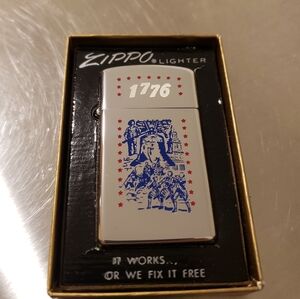 ZIPPO® LIGHTER
1776
IT WORKS...
OR WE FIX IT FREE